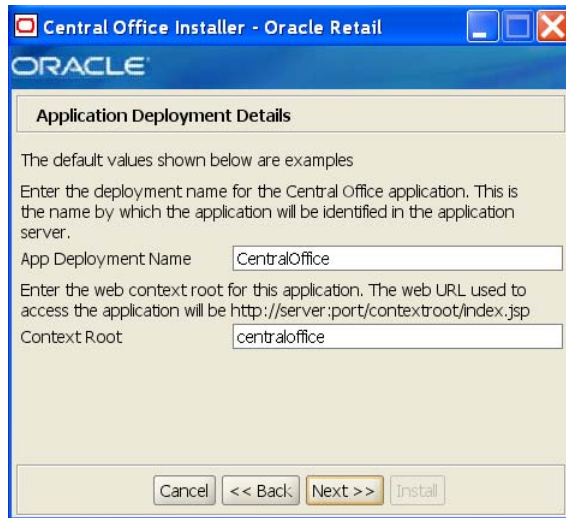 Central Office Installer - Oracle Retail
ORACLE
Application Deployment Details
The default values shown below are examples
Enter the deployment name for the Central Office application. This is
the name by which the application will be identified in the application
server.
App Deployment Name CentralOffice
Enter the web context root for this application. The web URL used to
access the application will be http://server:port/contextroot/index.jsp
Context Root centraloffice
Cancel << Back Next >> Install